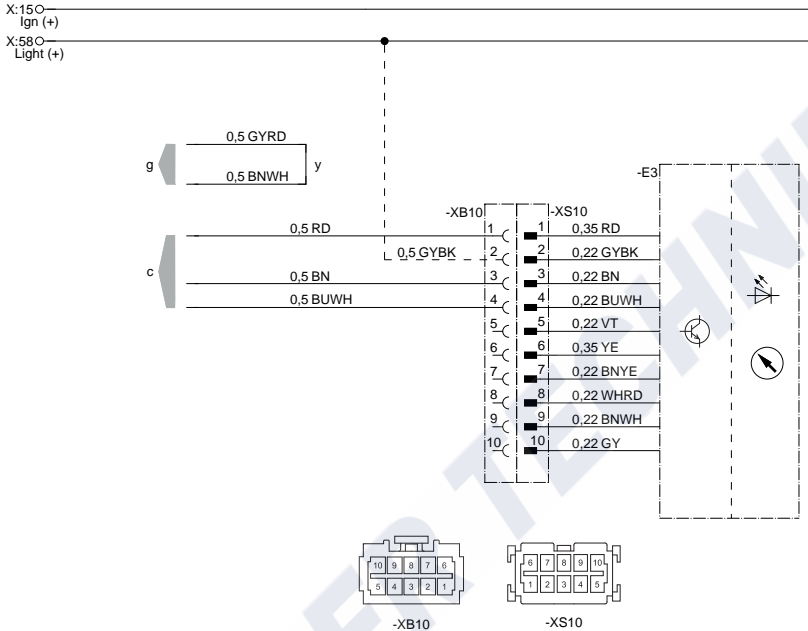 X:15
Ign (+)
X:58
Light (+)
0,5 GYRD
g
y
0,5 BNWH
-E3
-XB10
-XS10
0,5 RD
1
1
0,35 RD
0,5 GYBK
2
2
0,22 GYBK
c
0,5 BN
3
3
0,22 BN
0,5 BUWH
4
4
0,22 BUWH
5
5
0,22 VT
6
6
0,35 YE
7
7
0,22 BNYE
8
8
0,22 WHRD
9
9
0,22 BNWH
10
10
0,22 GY
10 9 8 7 6
5 4 3 2 1
-XB10
6 7 8 9 10
1 2 3 4 5
-XS10